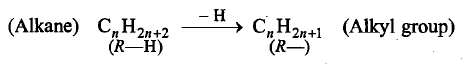 (Alkane) CₙH₂ₙ₊₂ – H → CₙH₂ₙ₊₁ (Alkyl group)
(R—H) (R—)